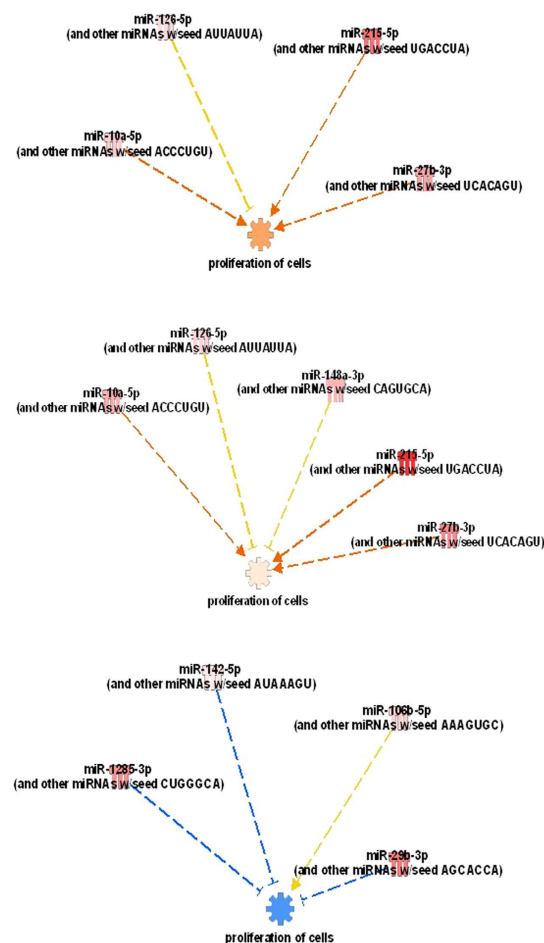 miR-126-5p
(and other miRNAs w/seed AUUAUUA)
miR-215-5p
(and other miRNAs w/seed UGACCUA)
miR-10a-5p
(and other miRNAs w/seed ACCCUGU)
miR-27b-3p
(and other miRNAs w/seed UCACAGU)
proliferation of cells
miR-126-5p
(and other miRNAs w/seed AUUAUUA)
miR-148a-3p
(and other miRNAs w/seed CAGUGCA)
miR-10a-5p
(and other miRNAs w/seed ACCCUGU)
miR-215-5p
(and other miRNAs w/seed UGACCUA)
miR-27b-3p
(and other miRNAs w/seed UCACAGU)
proliferation of cells
miR-142-5p
(and other miRNAs w/seed AUAAAGU)
miR-106b-5p
(and other miRNAs w/seed AAAGUGC)
miR-1285-3p
(and other miRNAs w/seed CUGGGCA)
miR-29b-3p
(and other miRNAs w/seed AGCACCA)
proliferation of cells